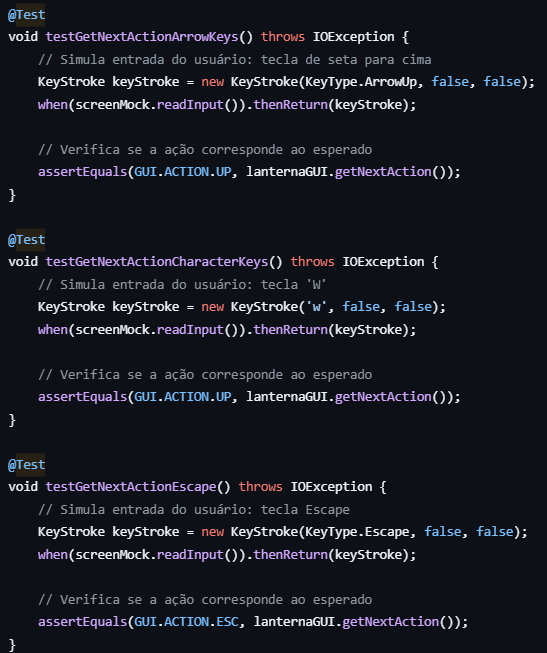 @Test
void testGetNextActionArrowKeys() throws IOException {
    // Simula entrada do usuário: tecla de seta para cima
    KeyStroke keyStroke = new KeyStroke(KeyType.ArrowUp, false, false);
    when(screenMock.readInput()).thenReturn(keyStroke);

    // Verifica se a ação corresponde ao esperado
    assertEquals(GUI.ACTION.UP, lanternaGUI.getNextAction());
}

@Test
void testGetNextActionCharacterKeys() throws IOException {
    // Simula entrada do usuário: tecla 'W'
    KeyStroke keyStroke = new KeyStroke('w', false, false);
    when(screenMock.readInput()).thenReturn(keyStroke);

    // Verifica se a ação corresponde ao esperado
    assertEquals(GUI.ACTION.UP, lanternaGUI.getNextAction());
}

@Test
void testGetNextActionEscape() throws IOException {
    // Simula entrada do usuário: tecla Escape
    KeyStroke keyStroke = new KeyStroke(KeyType.Escape, false, false);
    when(screenMock.readInput()).thenReturn(keyStroke);

    // Verifica se a ação corresponde ao esperado
    assertEquals(GUI.ACTION.ESC, lanternaGUI.getNextAction());
}